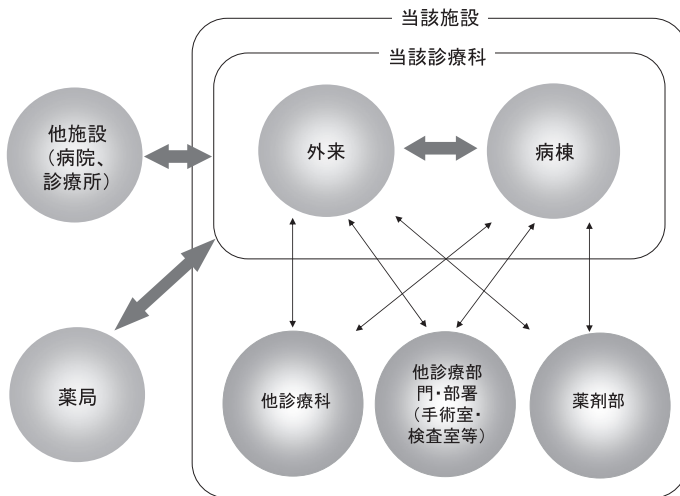 当該施設
当該診療科
他施設
（病院、
診療所）
外来
病棟
薬局
他診療科
他診療部
門・部署
（手術室・
検査室等）
薬剤部